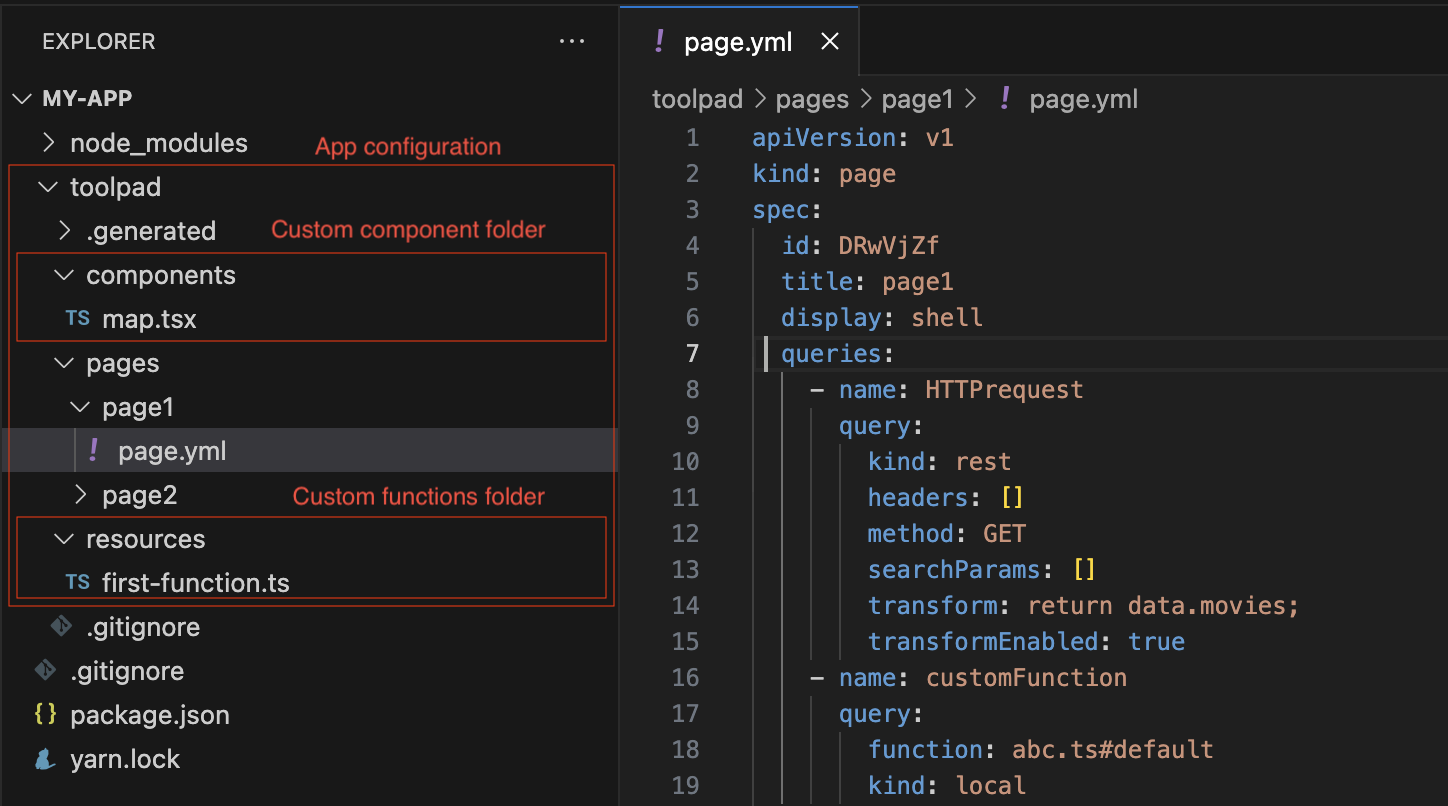 EXPLORER
MY-APP
node_modules
App configuration
toolpad
.generated
Custom component folder
components
TS map.tsx
pages
page1
! page.yml
page2
Custom functions folder
resources
TS first-function.ts
.gitignore
.gitignore
{} package.json
yarn.lock
! page.yml
toolpad > pages > page1 > ! page.yml
1 apiVersion: v1
2 kind: page
3 spec:
4 id: DRwVjZf
5 title: page1
6 display: shell
7 queries:
8 - name: HTTPrequest
9 query:
10 kind: rest
11 headers: []
12 method: GET
13 searchParams: []
14 transform: return data.movies;
15 transformEnabled: true
16 - name: customFunction
17 query:
18 function: abc.ts#default
19 kind: local